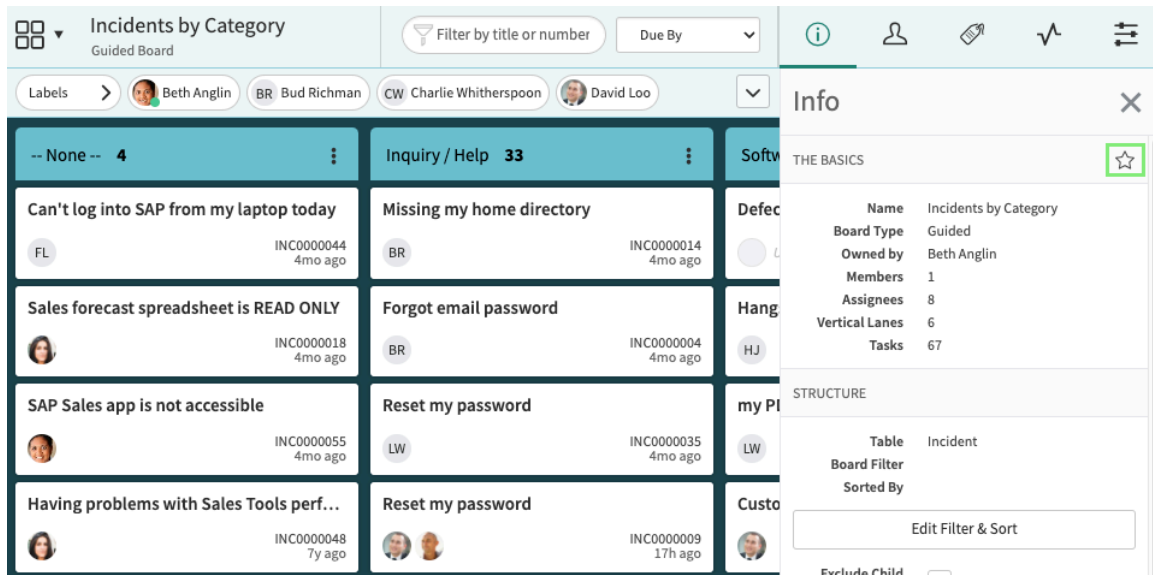 Incidents by Category
Guided Board
Filter by title or number
Due By
Labels
Beth Anglin
BR Bud Richman
CW Charlie Whitherspoon
David Loo
-- None -- 4
Can't log into SAP from my laptop today
FL
INC0000044
4mo ago
Sales forecast spreadsheet is READ ONLY
INC0000018
4mo ago
SAP Sales app is not accessible
INC0000055
4mo ago
Having problems with Sales Tools perf...
INC0000048
7y ago
Inquiry / Help 33
Missing my home directory
BR
INC0000014
4mo ago
Forgot email password
BR
INC0000004
4mo ago
Reset my password
LW
INC0000035
4mo ago
Reset my password
INC0000009
17h ago
Softw
Defec
Hang
HJ
my P
LW
Custo
Info
THE BASICS
Name Incidents by Category
Board Type Guided
Owned by Beth Anglin
Members 1
Assignees 8
Vertical Lanes 6
Tasks 67
STRUCTURE
Table Incident
Board Filter
Sorted By
Edit Filter & Sort
Exclude Child